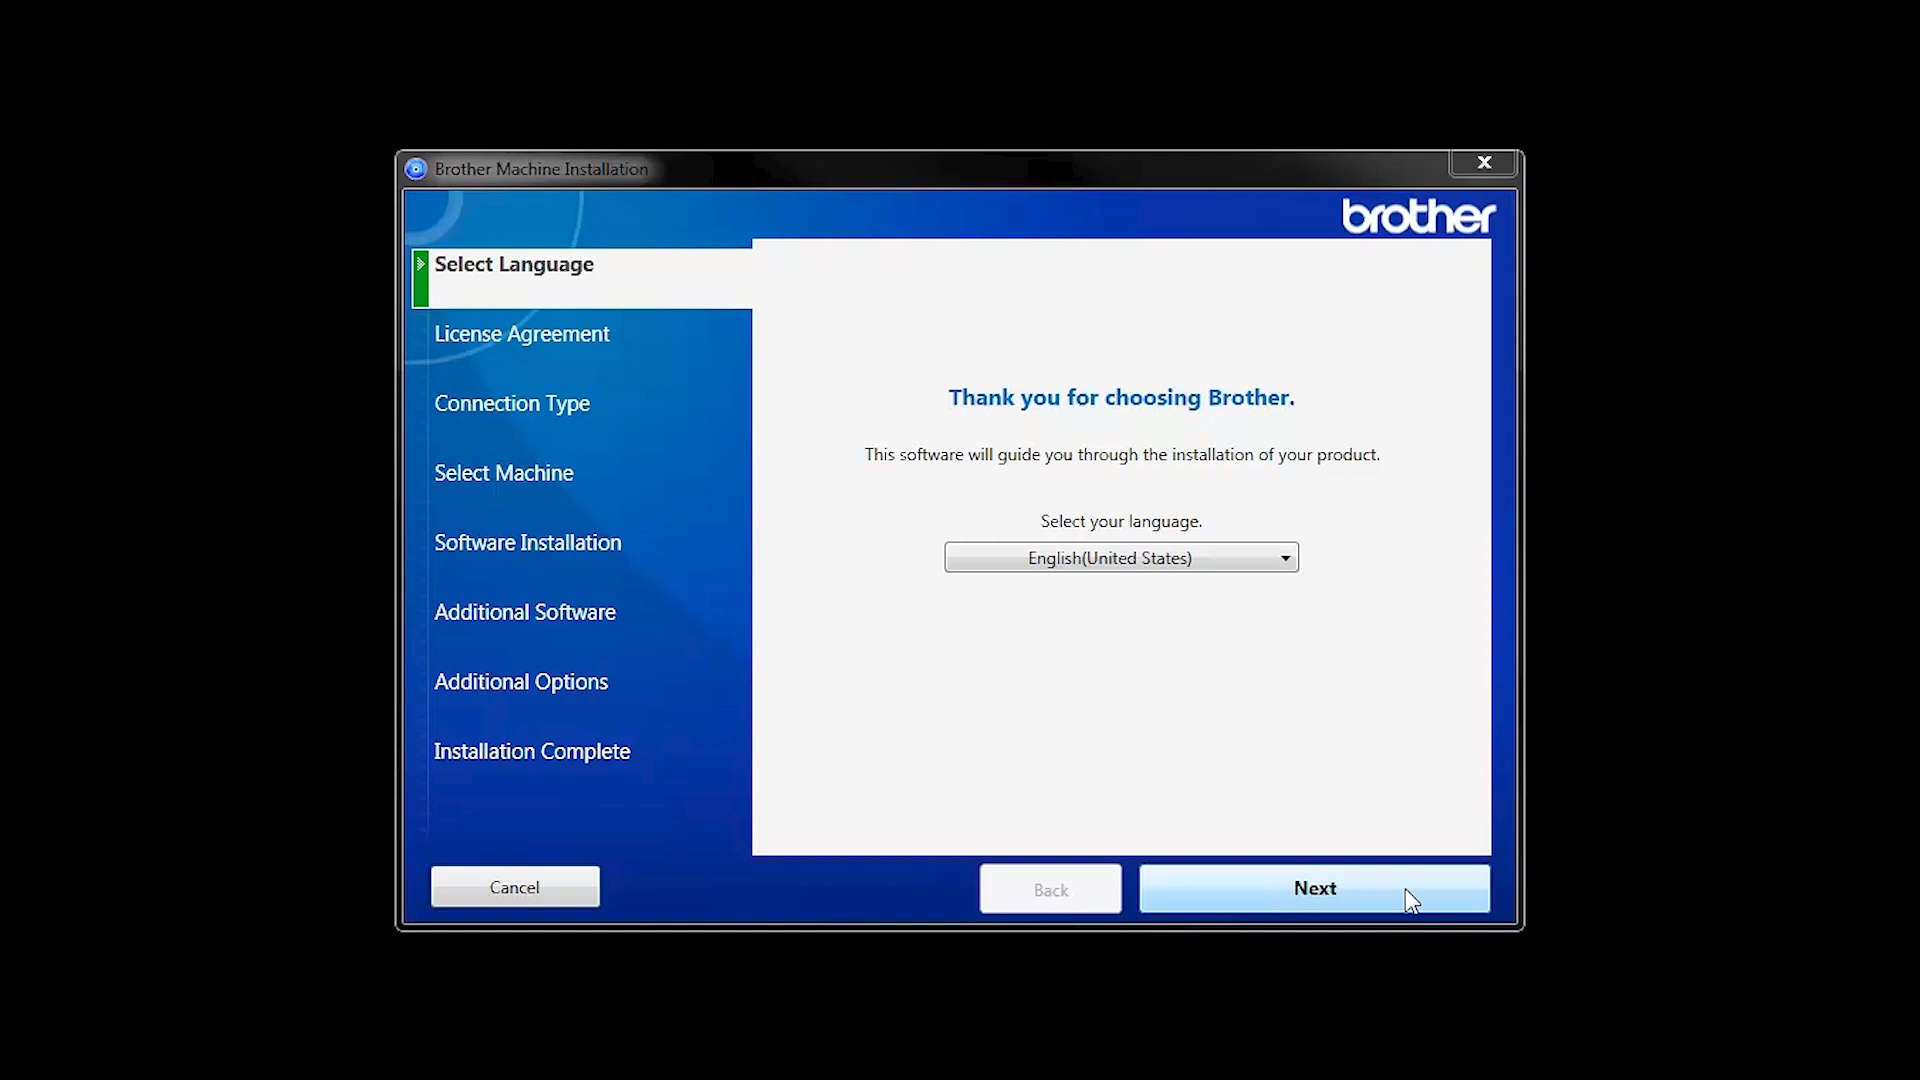 Brother Machine Installation
X
brother
Select Language
License Agreement
Connection Type
Select Machine
Software Installation
Additional Software
Additional Options
Installation Complete
Thank you for choosing Brother.
This software will guide you through the installation of your product.
Select your language.
English(United States)
Cancel
Back
Next